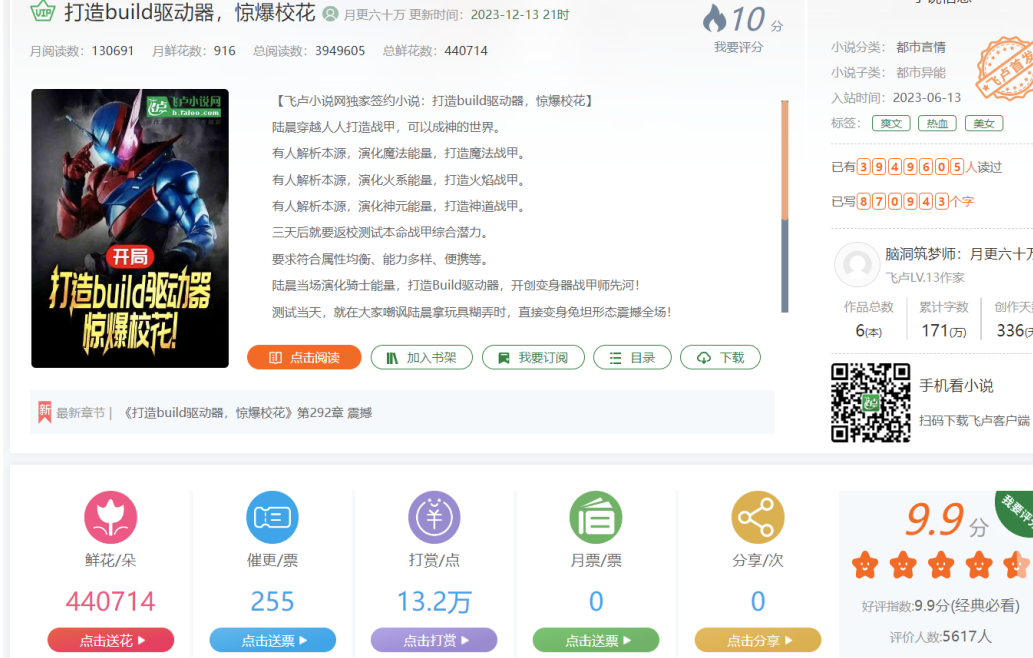 VIP 打造build驱动器，惊爆校花 月更六十万 更新时间：2023-12-13 21时
月阅读数：130691 月鲜花数：916 总阅读数：3949605 总鲜花数：440714
10 分
我要评分
飞卢小说网
b.faloo.com
开局
打造build驱动器
惊爆校花!
【飞卢小说网独家签约小说：打造build驱动器，惊爆校花】
陆晨穿越人人打造战甲，可以成神的世界。
有人解析本源，演化魔法能量，打造魔法战甲。
有人解析本源，演化火系能量，打造火焰战甲。
有人解析本源，演化神元能量，打造神道战甲。
三天后就要返校测试本命战甲综合潜力。
要求符合属性均衡、能力多样、便携等。
陆晨当场演化骑士能量，打造Build驱动器，开创变身器战甲师先河！
测试当天，就在大家嘲讽陆晨拿玩具糊弄时，直接变身兔坦形态震撼全场！
点击阅读 加入书架 我要订阅 目录 下载
新 最新章节 | 《打造build驱动器，惊爆校花》第292章 震撼
小说分类：都市言情
小说子类：都市异能
入站时间：2023-06-13
标签：爽文 热血 美女
飞卢首发
已有3949605人读过
已写870943个字
脑洞筑梦师：月更六十万
飞卢LV.13作家
作品总数 累计字数 创作天
6(本) 171(万) 336(天
飞卢
手机看小说
扫码下载飞卢客户端
鲜花/朵 催更/票 打赏/点 月票/票 分享/次
440714 255 13.2万 0 0
点击送花 点击送票 点击打赏 点击送票 点击分享
我要评分
9.9 分
好评指数:9.9分(经典必看)
评价人数:5617人